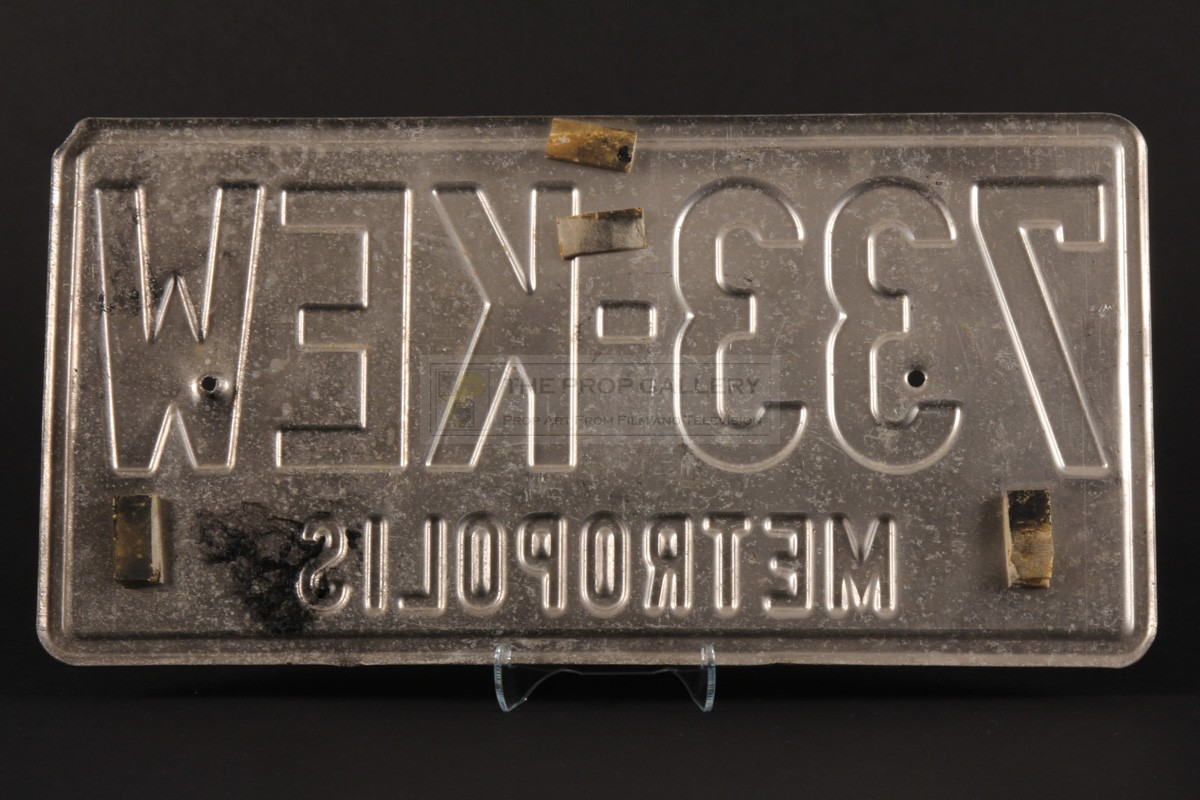 733-KEW
THE PROP GALLERY
PROP ART FROM FILM AND TELEVISION
METROPOLIS